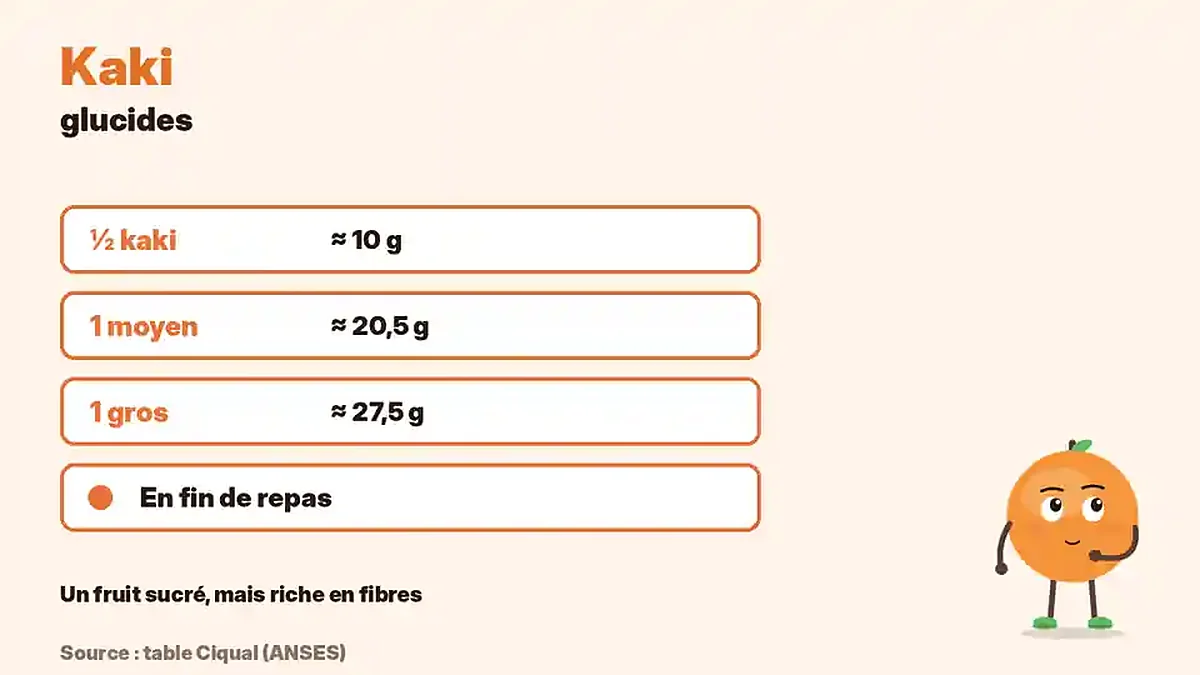 Kaki
glucides
½ kaki ≈ 10 g
1 moyen ≈ 20,5 g
1 gros ≈ 27,5 g
En fin de repas
Un fruit sucré, mais riche en fibres
Source : table Ciqual (ANSES)